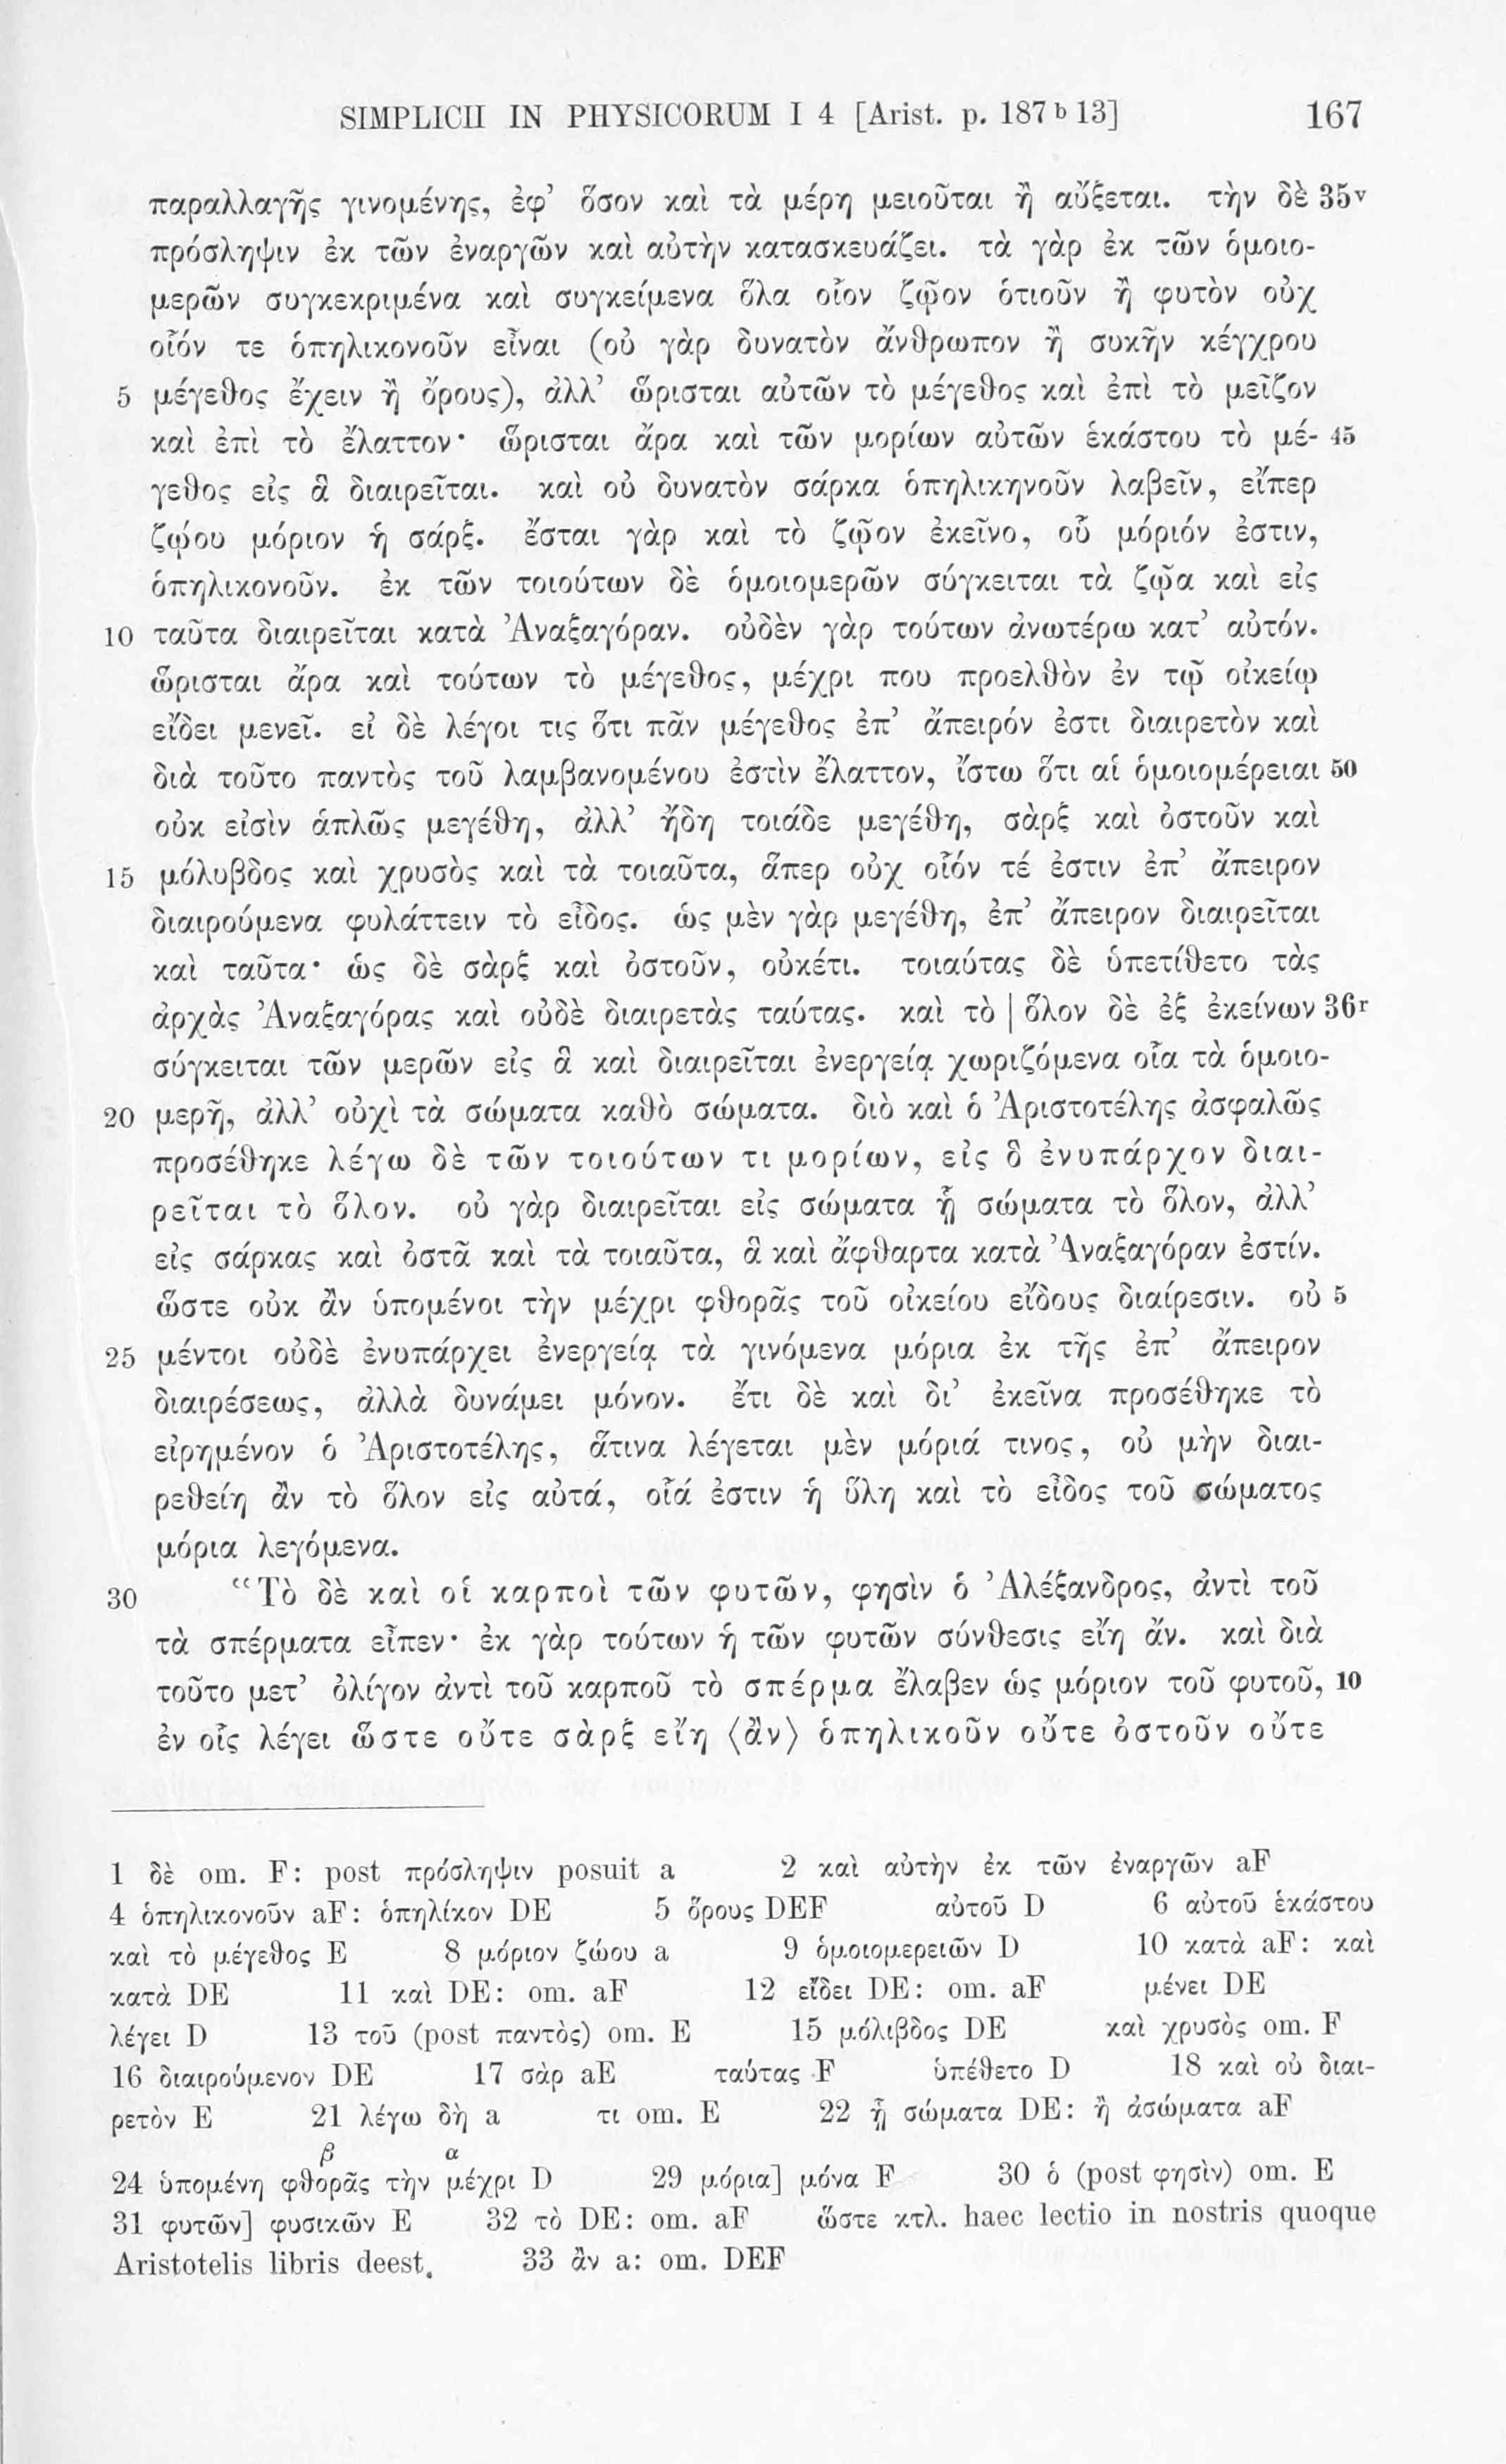 SIMPLICII IN PHYSICORUM I 4 [Arist. p. 187 b 13] 167
παραλλαγῆς γινομένης, ἐφ’ ὅσον καὶ τὰ μέρη μειοῦται ἢ αὔξεται. τὴν δὲ 35v
πρόσληψιν ἐκ τῶν ἐναργῶν καὶ αὐτὴν κατασκευάζει. τὰ γὰρ ἐκ τῶν ὁμοιο-
μερῶν συγκεκριμένα καὶ συγκείμενα ὅλα οἷον ζῷον ὁτιοῦν ἢ φυτὸν οὐχ
οἷόν τε ὁπηλικονοῦν εἶναι (οὐ γὰρ δυνατὸν ἄνθρωπον ἢ συκῆν κέγχρου
5 μέγεθος ἔχειν ἢ ὄρους), ἀλλ’ ὥρισται αὐτῶν τὸ μέγεθος καὶ ἐπὶ τὸ μεῖζον
καὶ ἐπὶ τὸ ἔλαττον· ὥρισται ἄρα καὶ τῶν μορίων αὐτῶν ἑκάστου τὸ μέ- 45
γεθος εἰς ἃ διαιρεῖται. καὶ οὐ δυνατὸν σάρκα ὁπηλικηνοῦν λαβεῖν, εἴπερ
ζῴου μόριον ἡ σάρξ. ἔσται γὰρ καὶ τὸ ζῷον ἐκεῖνο, οὗ μόριόν ἐστιν,
ὁπηλικονοῦν. ἐκ τῶν τοιούτων δὲ ὁμοιομερῶν σύγκειται τὰ ζῷα καὶ εἰς
10 ταῦτα διαιρεῖται κατὰ Ἀναξαγόραν. οὐδὲν γὰρ τούτων ἀνωτέρω κατ’ αὐτόν.
ὥρισται ἄρα καὶ τούτων τὸ μέγεθος, μέχρι που προελθὸν ἐν τῷ οἰκείῳ
εἴδει μενεῖ. εἰ δὲ λέγοι τις ὅτι πᾶν μέγεθος ἐπ’ ἄπειρόν ἐστι διαιρετὸν καὶ
διὰ τοῦτο παντὸς τοῦ λαμβανομένου ἐστὶν ἔλαττον, ἴστω ὅτι αἱ ὁμοιομέρειαι 50
οὐκ εἰσὶν ἁπλῶς μεγέθη, ἀλλ’ ἤδη τοιάδε μεγέθη, σὰρξ καὶ ὀστοῦν καὶ
15 μόλυβδος καὶ χρυσὸς καὶ τὰ τοιαῦτα, ἅπερ οὐχ οἷόν τέ ἐστιν ἐπ’ ἄπειρον
διαιρούμενα φυλάττειν τὸ εἶδος. ὡς μὲν γὰρ μεγέθη, ἐπ’ ἄπειρον διαιρεῖται
καὶ ταῦτα· ὡς δὲ σὰρξ καὶ ὀστοῦν, οὐκέτι. τοιαύτας δὲ ὑπετίθετο τὰς
ἀρχὰς Ἀναξαγόρας καὶ οὐδὲ διαιρετὰς ταύτας. καὶ τὸ | ὅλον δὲ ἐξ ἐκείνων 36r
σύγκειται τῶν μερῶν εἰς ἃ καὶ διαιρεῖται ἐνεργείᾳ χωριζόμενα οἷα τὰ ὁμοιο-
20 μερῆ, ἀλλ’ οὐχὶ τὰ σώματα καθὸ σώματα. διὸ καὶ ὁ Ἀριστοτέλης ἀσφαλῶς
προσέθηκε λέγω δὲ τῶν τοιούτων τι μορίων, εἰς ὃ ἐνυπάρχον διαι-
ρεῖται τὸ ὅλον. οὐ γὰρ διαιρεῖται εἰς σώματα ᾗ σώματα τὸ ὅλον, ἀλλ’
εἰς σάρκας καὶ ὀστᾶ καὶ τὰ τοιαῦτα, ἃ καὶ ἄφθαρτα κατὰ Ἀναξαγόραν ἐστίν.
ὥστε οὐκ ἂν ὑπομένοι τὴν μέχρι φθορᾶς τοῦ οἰκείου εἴδους διαίρεσιν. οὐ 5
25 μέντοι οὐδὲ ἐνυπάρχει ἐνεργείᾳ τὰ γινόμενα μόρια ἐκ τῆς ἐπ’ ἄπειρον
διαιρέσεως, ἀλλὰ δυνάμει μόνον. ἔτι δὲ καὶ δι’ ἐκεῖνα προσέθηκε τὸ
εἰρημένον ὁ Ἀριστοτέλης, ἅτινα λέγεται μὲν μόριά τινος, οὐ μὴν διαι-
ρεθείη ἂν τὸ ὅλον εἰς αὐτά, οἷά ἐστιν ἡ ὕλη καὶ τὸ εἶδος τοῦ σώματος
μόρια λεγόμενα.
30 “Τὸ δὲ καὶ οἱ καρποὶ τῶν φυτῶν, φησὶν ὁ Ἀλέξανδρος, ἀντὶ τοῦ
τὰ σπέρματα εἶπεν· ἐκ γὰρ τούτων ἡ τῶν φυτῶν σύνθεσις εἴη ἄν. καὶ διὰ
τοῦτο μετ’ ὀλίγον ἀντὶ τοῦ καρποῦ τὸ σπέρμα ἔλαβεν ὡς μόριον τοῦ φυτοῦ, 10
ἐν οἷς λέγει ὥστε οὔτε σὰρξ εἴη ⟨ἂν⟩ ὁπηλικοῦν οὔτε ὀστοῦν οὔτε
1 δὲ om. F: post πρόσληψιν posuit a 2 καὶ αὐτὴν ἐκ τῶν ἐναργῶν aF
4 ὁπηλικονοῦν aF: ὁπηλίκον DE 5 ὅρους DEF αὐτοῦ D 6 αὐτοῦ ἑκάστου
καὶ τὸ μέγεθος E 8 μόριον ζώου a 9 ὁμοιομερειῶν D 10 κατὰ aF: καὶ
κατὰ DE 11 καὶ DE: om. aF 12 εἴδει DE: om. aF μένει DE
λέγει D 13 τοῦ (post παντὸς) om. E 15 μόλιβδος DE καὶ χρυσὸς om. F
16 διαιρούμενον DE 17 σὰρ aE ταύτας F ὑπέθετο D 18 καὶ οὐ διαι-
ρετὸν E 21 λέγω δὴ a τι om. E 22 ᾗ σώματα DE: ἢ ἀσώματα aF
β α
24 ὑπομένη φθορᾶς τὴν μέχρι D 29 μόρια] μόνα F 30 ὁ (post φησὶν) om. E
31 φυτῶν] φυσικῶν E 32 τὸ DE: om. aF ὥστε κτλ. haec lectio in nostris quoque
Aristotelis libris deest. 33 ἂν a: om. DEF